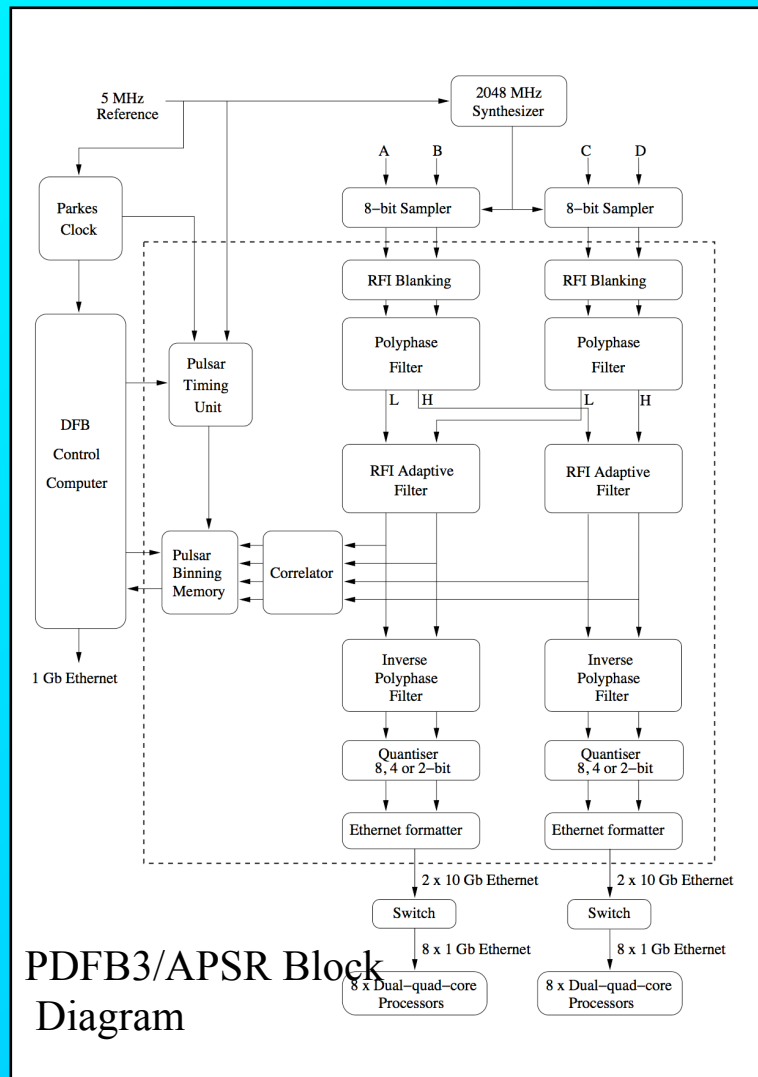 5 MHz
Reference
2048 MHz
Synthesizer
A
B
C
D
Parkes
Clock
8−bit Sampler
8−bit Sampler
RFI Blanking
RFI Blanking
Polyphase
Filter
Polyphase
Filter
Pulsar
Timing
Unit
L
H
L
H
DFB
Control
Computer
RFI Adaptive
Filter
RFI Adaptive
Filter
Pulsar
Binning
Memory
Correlator
1 Gb Ethernet
Inverse
Polyphase
Filter
Inverse
Polyphase
Filter
Quantiser
8, 4 or 2−bit
Quantiser
8, 4 or 2−bit
Ethernet formatter
Ethernet formatter
2 x 10 Gb Ethernet
2 x 10 Gb Ethernet
Switch
Switch
8 x 1 Gb Ethernet
8 x 1 Gb Ethernet
8 x Dual−quad−core
Processors
8 x Dual−quad−core
Processors
PDFB3/APSR Block
Diagram